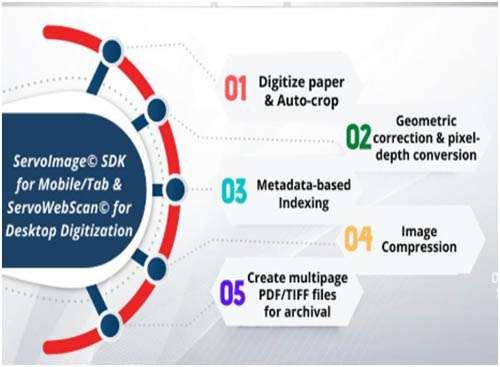 ServoImage© SDK
for Mobile/Tab &
ServoWebScan© for
Desktop Digitization
01
Digitize paper
& Auto-crop
02
Geometric
correction & pixel-
depth conversion
03
Metadata-based
Indexing
04
Image
Compression
05
Create multipage
PDF/TIFF files
for archival